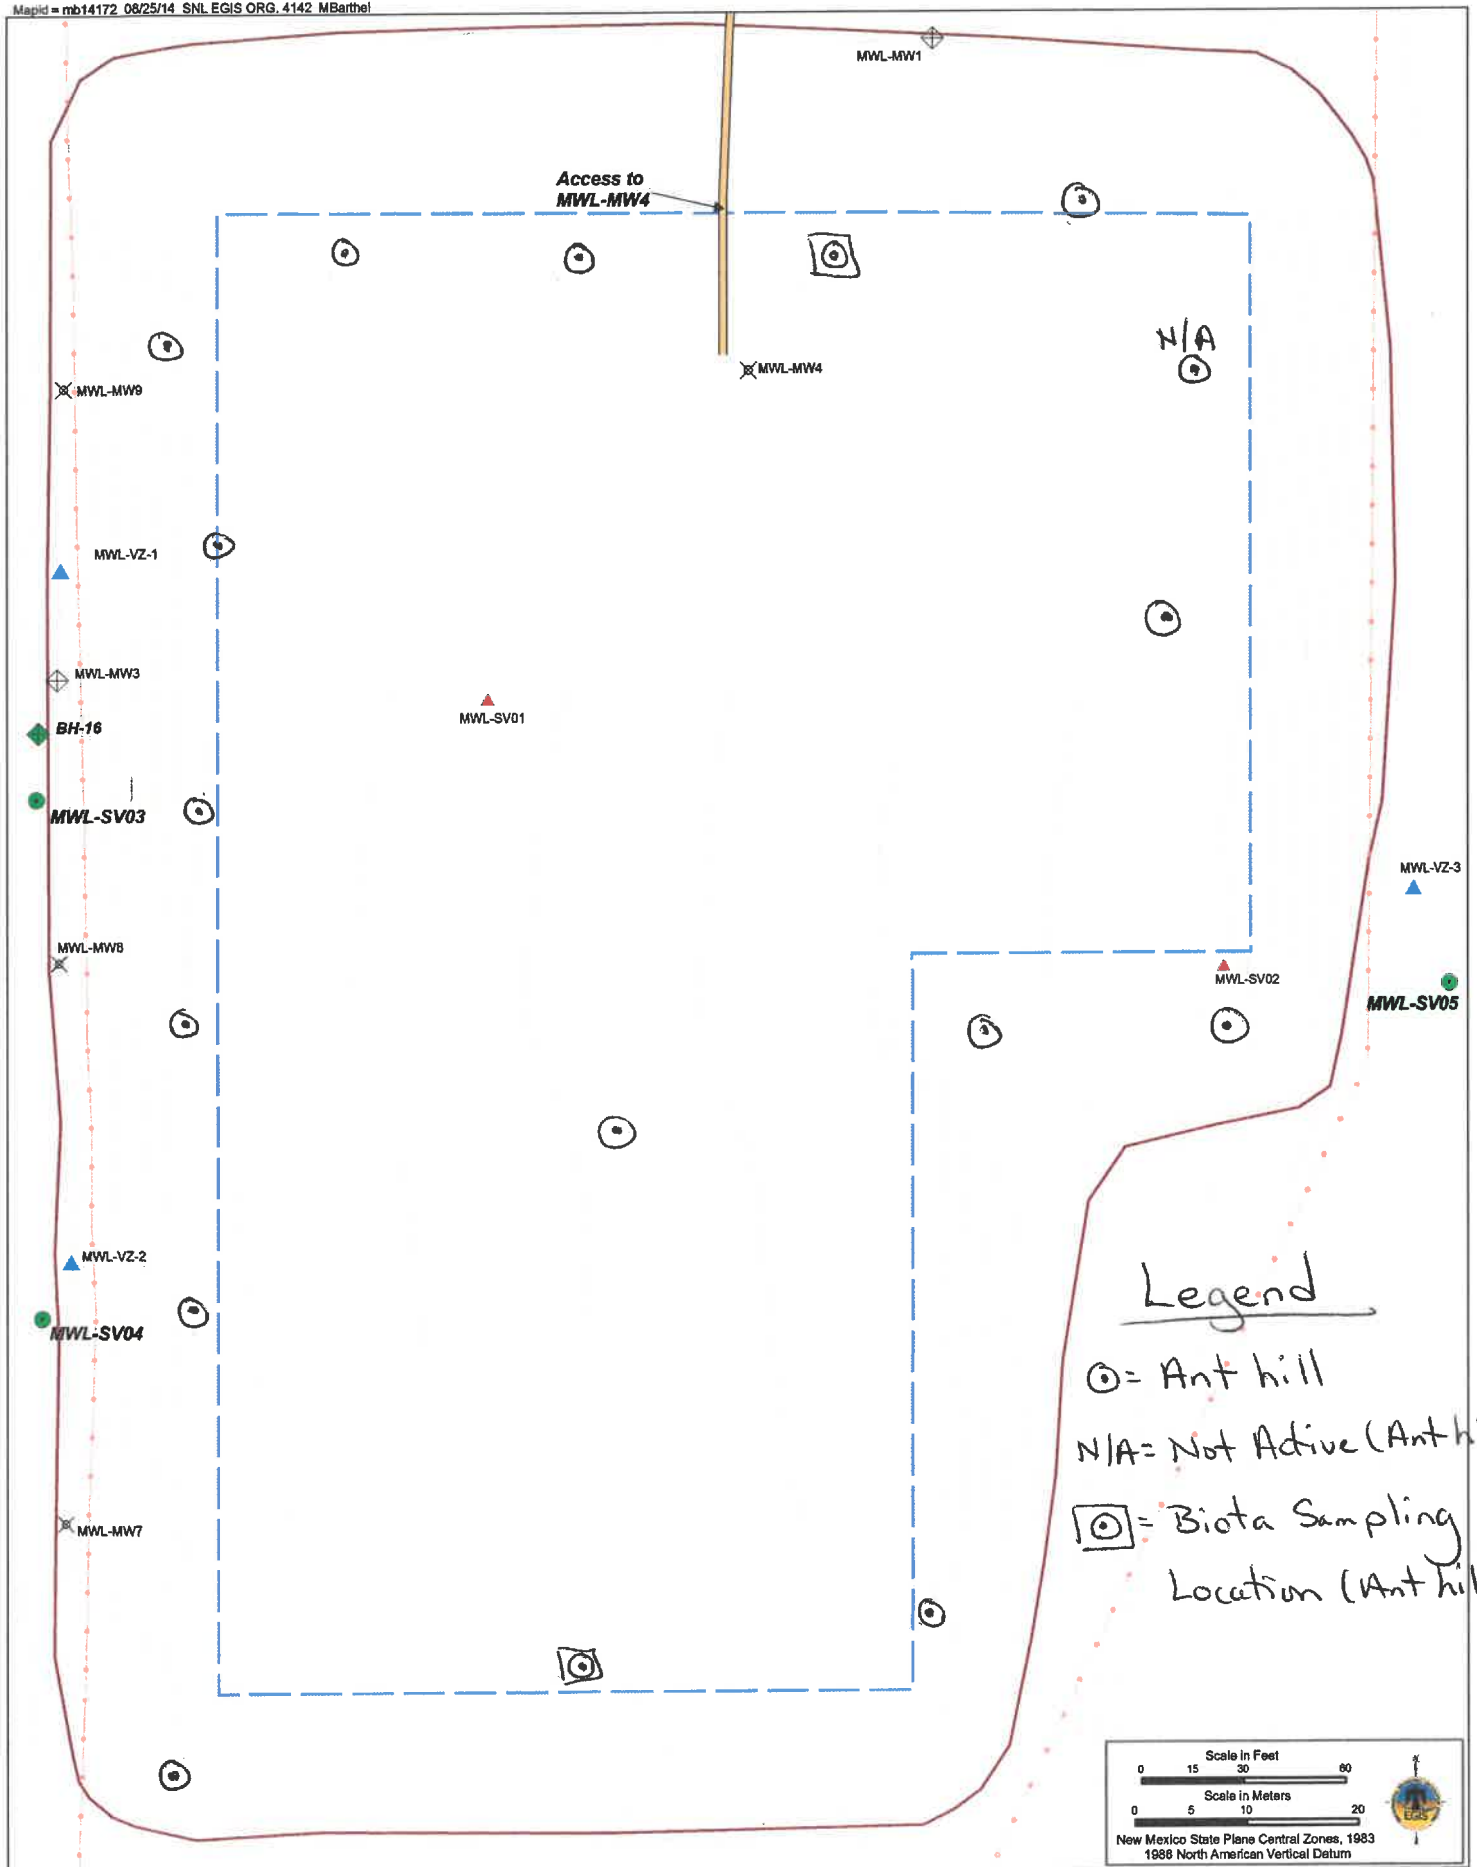 Mapid = mb14172 08/25/14 SNL EGIS ORG. 4142 MBarthel
MWL-MW1
Access to
MWL-MW4
N/A
MWL-MW4
MWL-MW9
MWL-VZ-1
MWL-MW3
MWL-SV01
BH-16
MWL-SV03
MWL-VZ-3
MWL-MW8
MWL-SV02
MWL-SV05
MWL-VZ-2
MWL-SV04
Legend
= Ant hill
N/A = Not Active (Ant h
= Biota Sampling
Location (Ant hil
MWL-MW7
Scale in Feet
0 15 30 60
Scale in Meters
0 5 10 20
EGIS
New Mexico State Plane Central Zones, 1983
1988 North American Vertical Datum